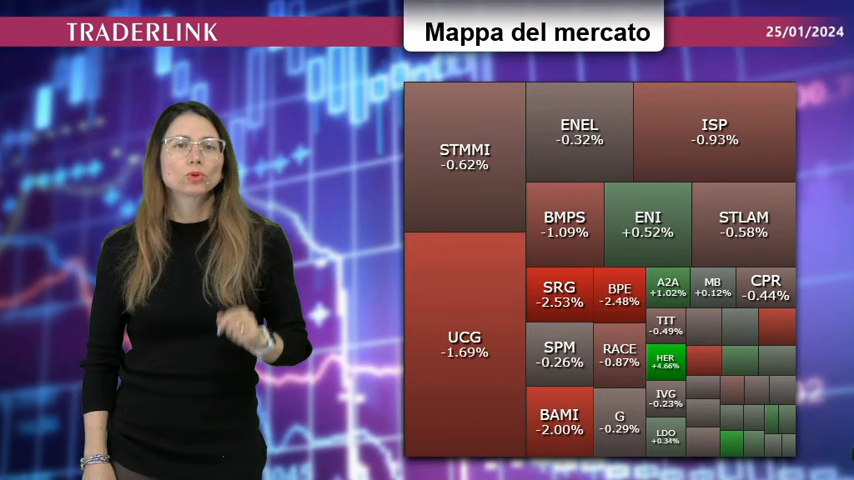 TRADERLINK
Mappa del mercato
25/01/2024
STMMI
-0.62%
ENEL
-0.32%
ISP
-0.93%
BMPS
-1.09%
ENI
+0.52%
STLAM
-0.58%
UCG
-1.69%
SRG
-2.53%
BPE
-2.48%
A2A
+1.02%
MB
+0.12%
CPR
-0.44%
TIT
-0.49%
SPM
-0.26%
RACE
-0.87%
HER
+4.66%
IVG
-0.23%
BAMI
-2.00%
G
-0.29%
LDO
+0.34%